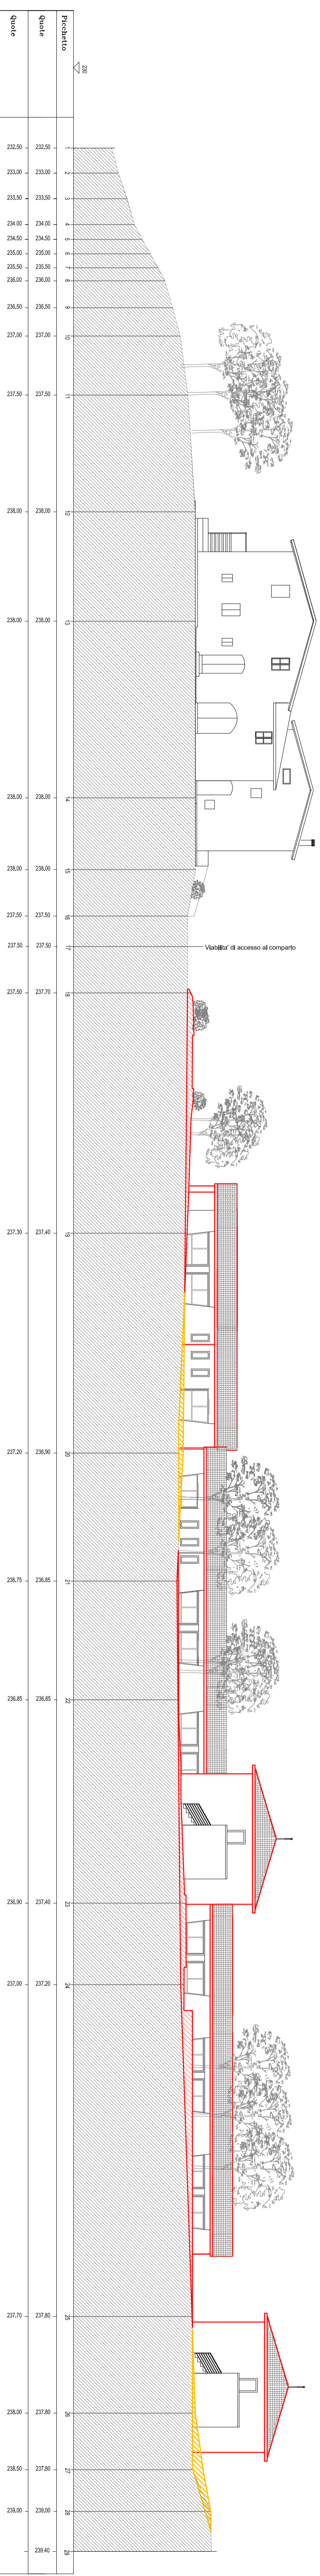 Quote Quote Picchetto
230
232.50 232.50 1
233.00 233.00 2
233.50 233.50 3
234.00 234.00 4
234.50 234.50 5
235.00 235.00 6
235.50 235.50 7
236.00 236.00 8
236.50 236.50 9
237.00 237.00 10
237.50 237.50 11
238.00 238.00 12
238.00 238.00 13
238.00 238.00 14
238.00 238.00 15
237.50 237.50 16
237.50 237.50 17
Viabilita' di accesso al comparto
237.50 237.70 18
237.30 237.40 19
237.20 236.90 20
236.75 236.85 21
236.85 236.85 22
236.90 237.40 23
237.00 237.20 24
237.70 237.80 25
238.00 237.80 26
238.50 237.80 27
239.00 239.00 28
239.40 29